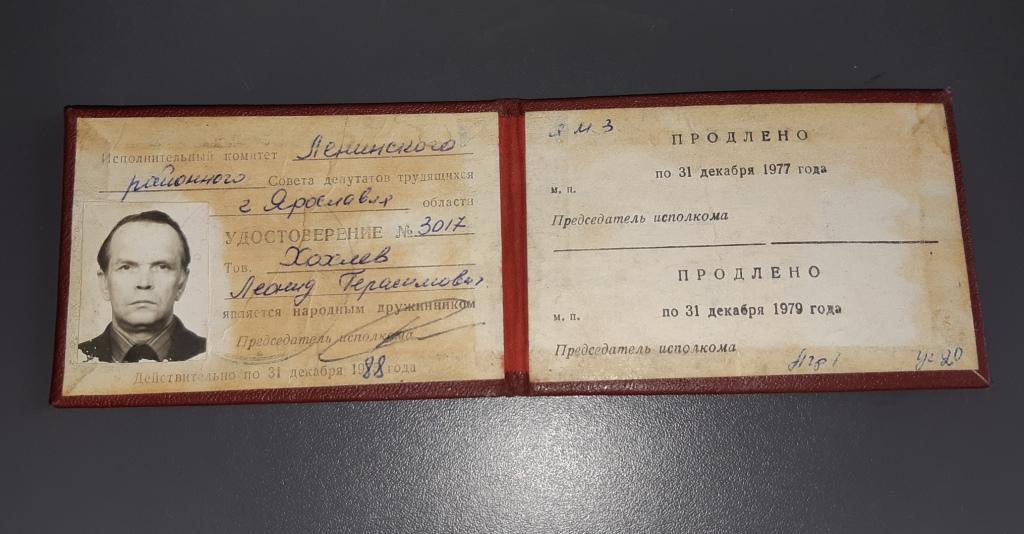 Исполнительный комитет Ленинского
районного Совета депутатов трудящихся
г Ярославля области
УДОСТОВЕРЕНИЕ № 3017
Тов. Хохлев
Леонид Герасимович
является народным дружинником
Председатель исполкома
Действительно по 31 декабря 1988 года
ЯМЗ
ПРОДЛЕНО
по 31 декабря 1977 года
м. п.
Председатель исполкома
ПРОДЛЕНО
по 31 декабря 1979 года
м. п.
Председатель исполкома